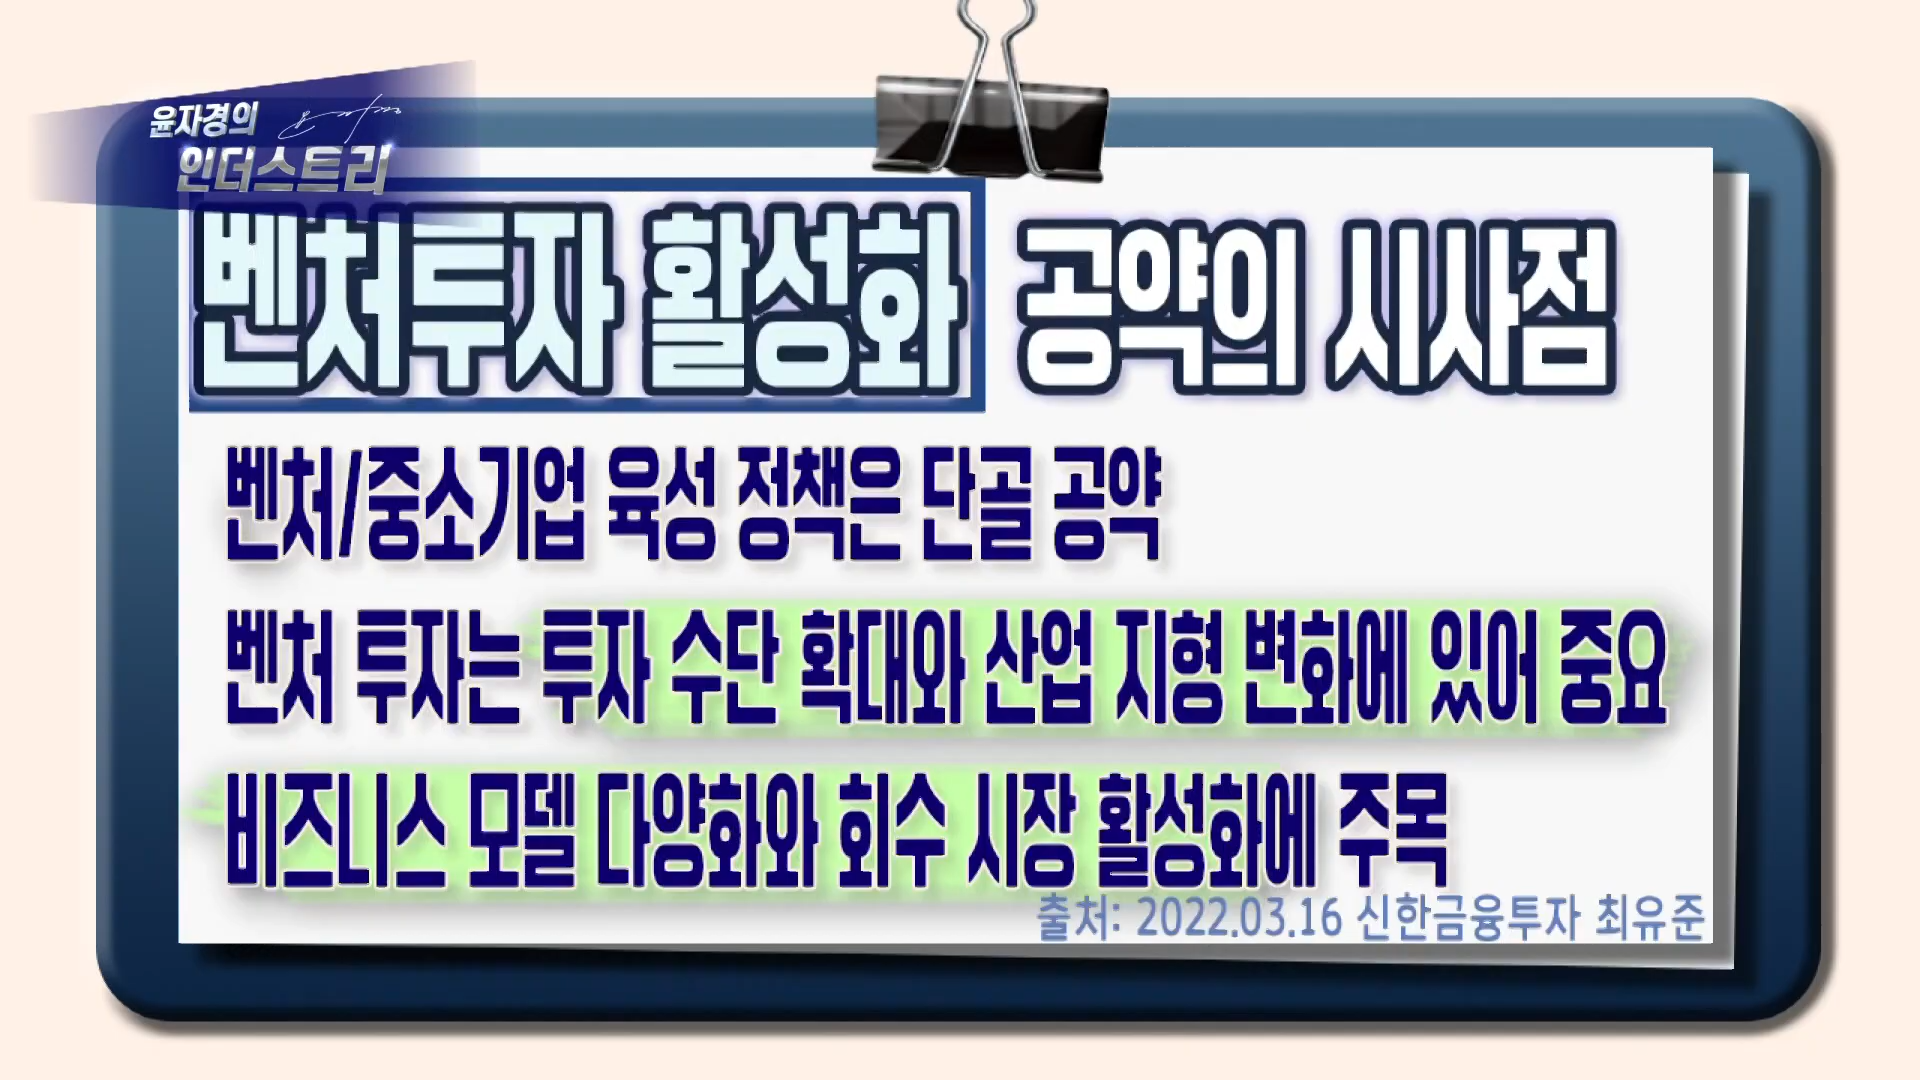 윤자경의
인더스트리
벤처투자 활성화 공약의 시사점
벤처/중소기업 육성 정책은 단골 공약
벤처 투자는 투자 수단 확대와 산업 지형 변화에 있어 중요
비즈니스 모델 다양화와 회수 시장 활성화에 주목
출처: 2022.03.16 신한금융투자 최유준